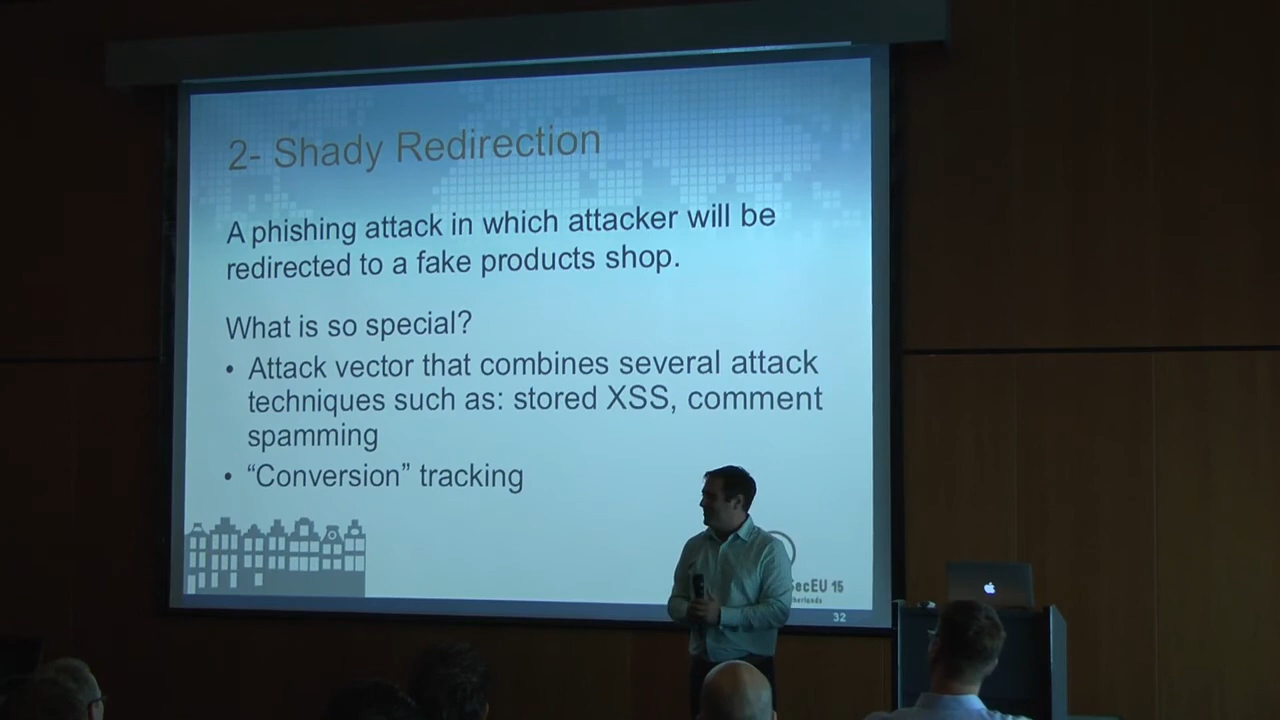 2- Shady Redirection
A phishing attack in which attacker will be
redirected to a fake products shop.
What is so special?
• Attack vector that combines several attack
techniques such as: stored XSS, comment
spamming
• “Conversion” tracking
SecEU 15
32